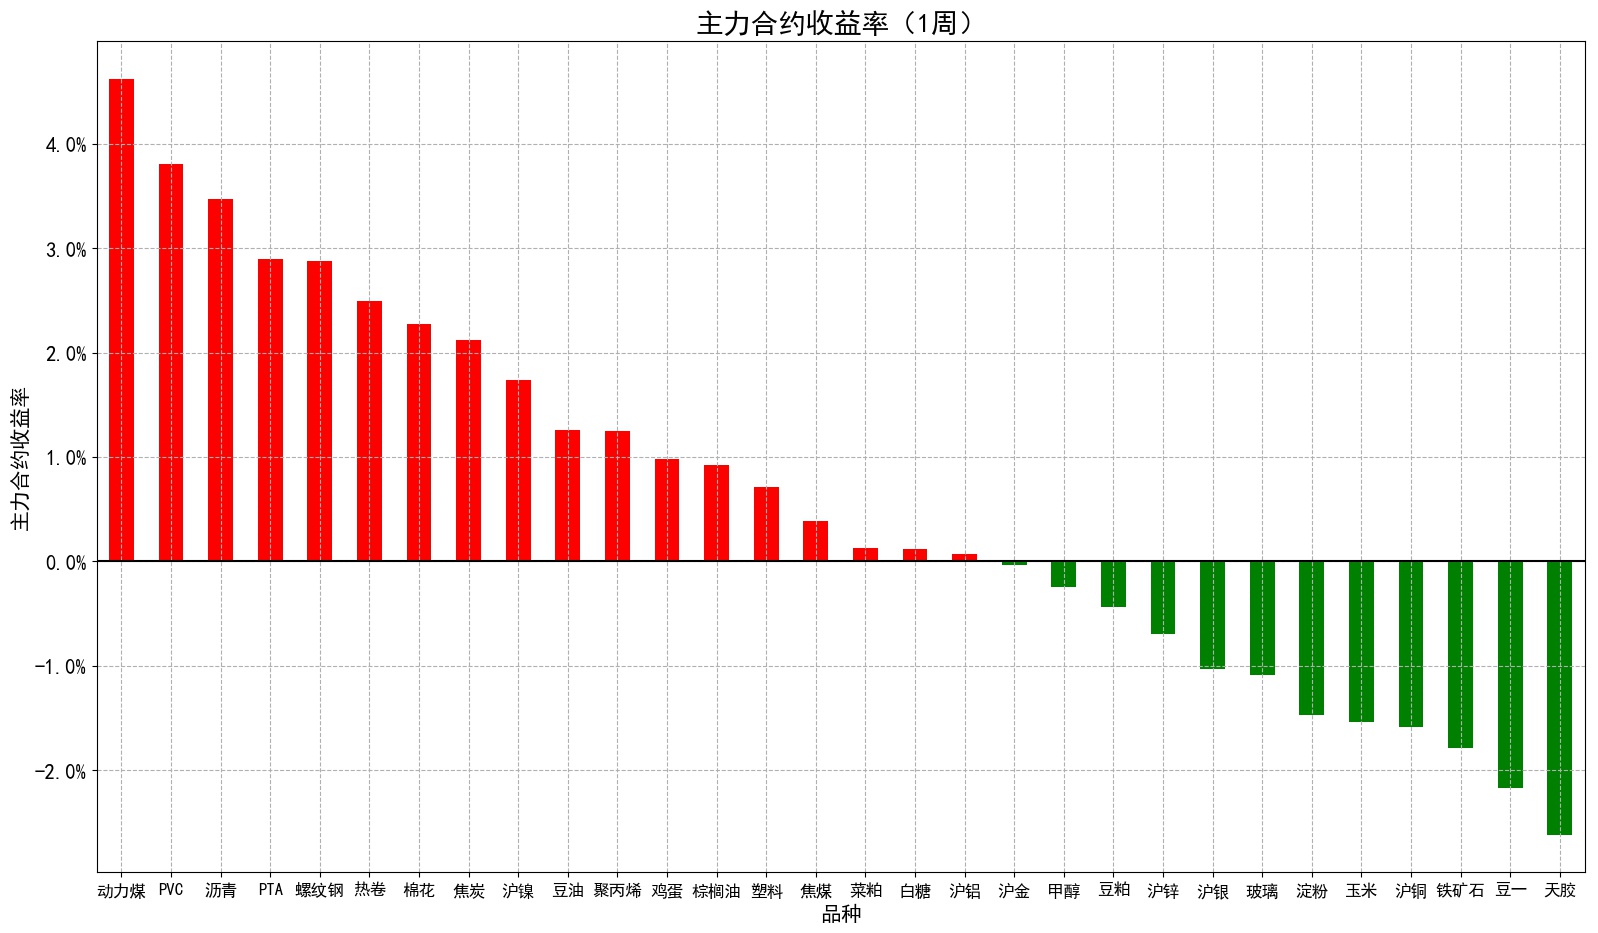 主力合约收益率（1周）
主力合约收益率
4.0%
3.0%
2.0%
1.0%
0.0%
-1.0%
-2.0%
动力煤 PVC 沥青 PTA 螺纹钢 热卷 棉花 焦炭 沪镍 豆油 聚丙烯 鸡蛋 棕榈油 塑料 焦煤 菜粕 白糖 沪铝 沪金 甲醇 豆粕 沪锌 沪银 玻璃 淀粉 玉米 沪铜 铁矿石 豆一 天胶
品种